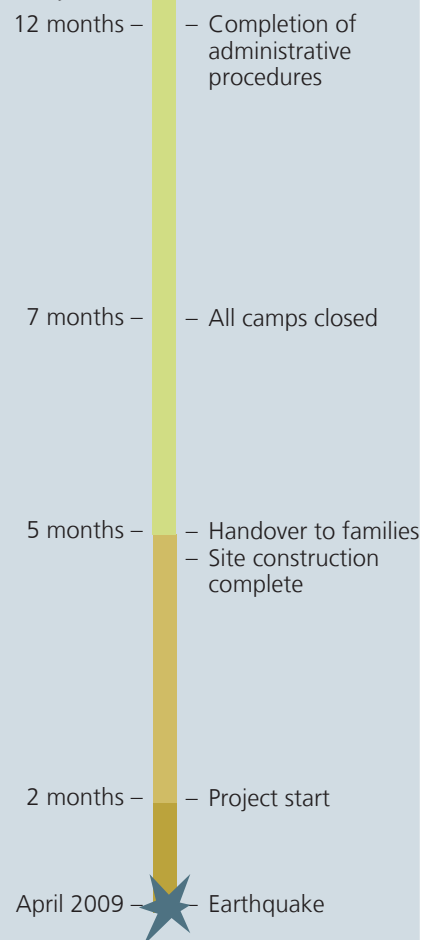 12 months – – Completion of
administrative
procedures
7 months – – All camps closed
5 months – – Handover to families
– Site construction
complete
2 months – – Project start
April 2009 – – Earthquake